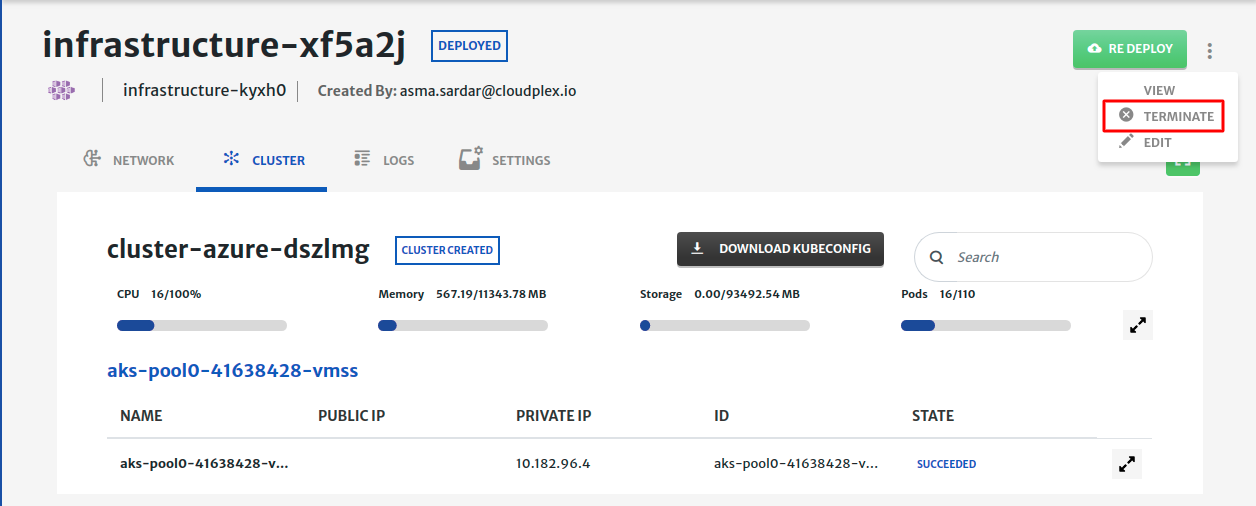 infrastructure-xf5a2j DEPLOYED RE DEPLOY
infrastructure-kyxh0 Created By: asma.sardar@cloudplex.io
VIEW
TERMINATE
EDIT
NETWORK CLUSTER LOGS SETTINGS
cluster-azure-dszlmg CLUSTER CREATED DOWNLOAD KUBECONFIG Search
CPU 16/100% Memory 567.19/11343.78 MB Storage 0.00/93492.54 MB Pods 16/110
aks-pool0-41638428-vmss
NAME PUBLIC IP PRIVATE IP ID STATE
aks-pool0-41638428-v... 10.182.96.4 aks-pool0-41638428-v... SUCCEEDED